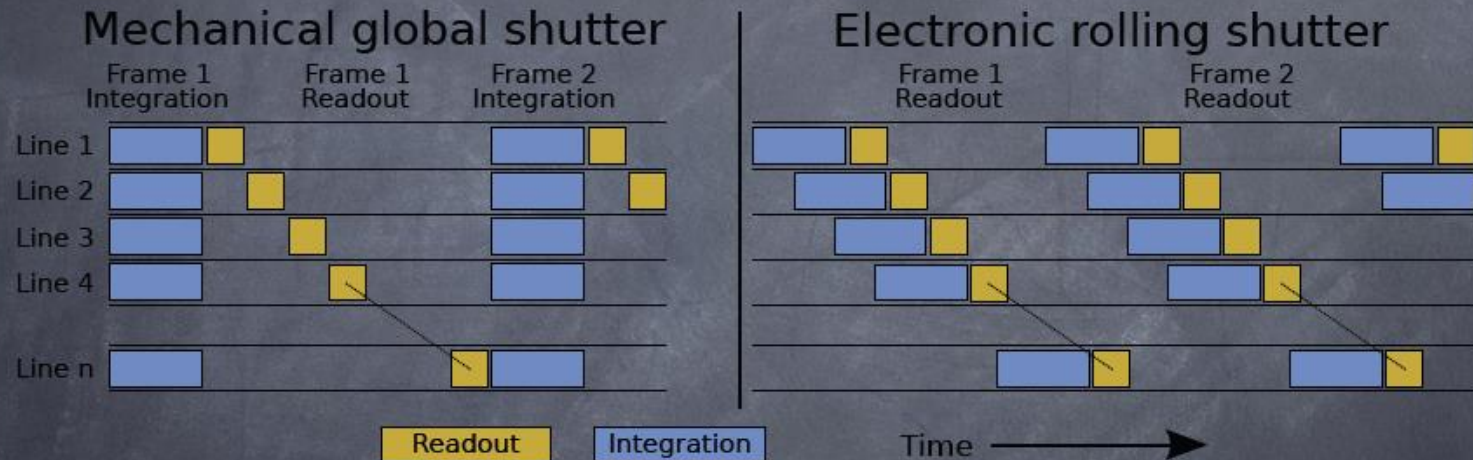 Mechanical global shutter
Frame 1
Integration
Frame 1
Readout
Frame 2
Integration
Line 1
Line 2
Line 3
Line 4
Line n
Electronic rolling shutter
Frame 1
Readout
Frame 2
Readout
Readout
Integration
Time